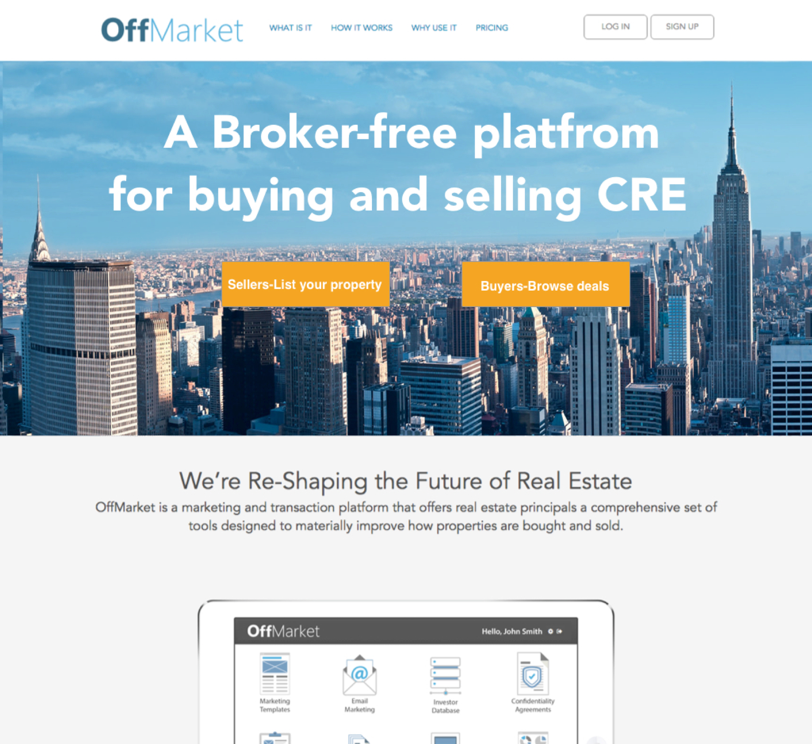 OffMarket
WHAT IS IT
HOW IT WORKS
WHY USE IT
PRICING
LOG IN
SIGN UP
A Broker-free platfrom
for buying and selling CRE
Sellers-List your property
Buyers-Browse deals
We're Re-Shaping the Future of Real Estate
OffMarket is a marketing and transaction platform that offers real estate principals a comprehensive set of
tools designed to materially improve how properties are bought and sold.
OffMarket
Hello, John Smith
Marketing
Templates
Email
Marketing
Investor
Database
Confidentiality
Agreements